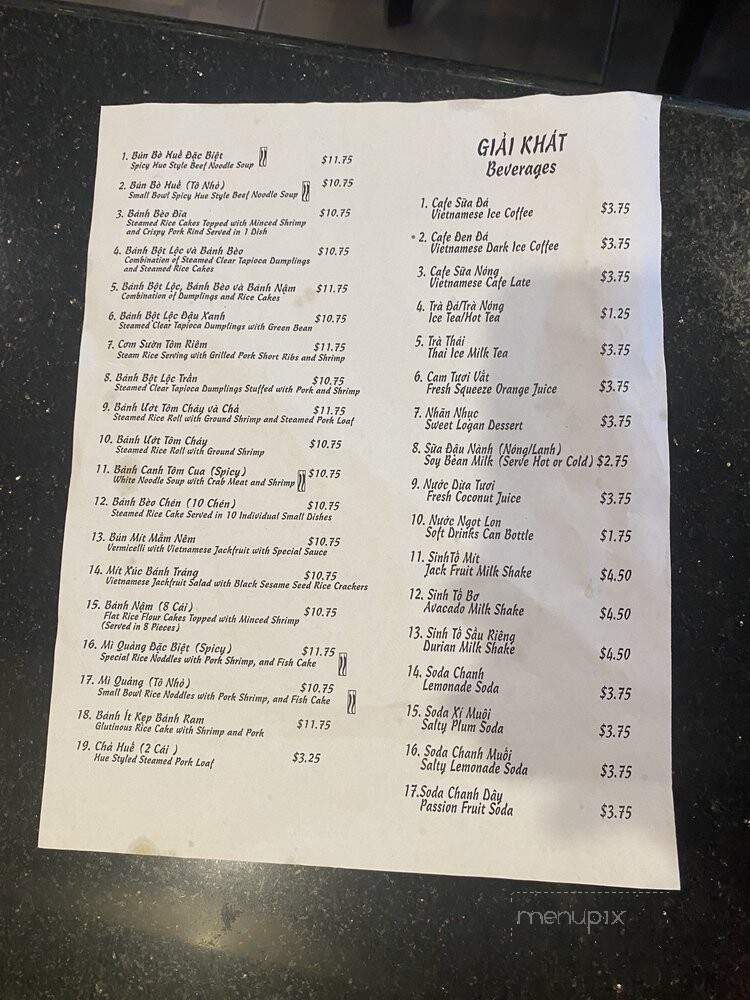 1. Bún Bò Huế Đặc Biệt $11.75
Spicy Hue Style Beef Noodle Soup
2. Bún Bò Huế (Tô Nhỏ) $10.75
Small Bowl Spicy Hue Style Beef Noodle Soup
3. Bánh Bèo Đĩa $10.75
Steamed Rice Cakes Topped with Minced Shrimp
and Crispy Pork Rind Served in 1 Dish
4. Bánh Bột Lộc và Bánh Bèo $10.75
Combination of Steamed Clear Tapioca Dumplings
and Steamed Rice Cakes
5. Bánh Bột Lộc, Bánh Bèo và Bánh Nậm $11.75
Combination of Dumplings and Rice Cakes
6. Bánh Bột Lộc Đậu Xanh $10.75
Steamed Clear Tapioca Dumplings with Green Bean
7. Cơm Sườn Tôm Riêm $11.75
Steam Rice Serving with Grilled Pork Short Ribs and Shrimp
8. Bánh Bột Lộc Trần $10.75
Steamed Clear Tapioca Dumplings Stuffed with Pork and Shrimp
9. Bánh Ướt Tôm Cháy và Chả $11.75
Steamed Rice Roll with Ground Shrimp and Steamed Pork Loaf
10. Bánh Ướt Tôm Cháy $10.75
Steamed Rice Roll with Ground Shrimp
11. Bánh Canh Tôm Cua (Spicy) $10.75
White Noodle Soup with Crab Meat and Shrimp
12. Bánh Bèo Chén (10 Chén) $10.75
Steamed Rice Cake Served in 10 Individual Small Dishes
13. Bún Mít Mắm Nêm $10.75
Vermicelli with Vietnamese Jackfruit with Special Sauce
14. Mít Xúc Bánh Tráng $10.75
Vietnamese Jackfruit Salad with Black Sesame Seed Rice Crackers
15. Bánh Nậm (8 Cái) $10.75
Flat Rice Flour Cakes Topped with Minced Shrimp
(Served in 8 Pieces)
16. Mì Quảng Đặc Biệt (Spicy) $11.75
Special Rice Noddles with Pork Shrimp, and Fish Cake
17. Mì Quảng (Tô Nhỏ) $10.75
Small Bowl Rice Noddles with Pork Shrimp, and Fish Cake
18. Bánh Ít Kẹp Bánh Ram $11.75
Glutinous Rice Cake with Shrimp and Pork
19. Chả Huế (2 Cái ) $3.25
Hue Styled Steamed Pork Loaf
GIẢI KHÁT
Beverages
1. Cafe Sữa Đá $3.75
Vietnamese Ice Coffee
2. Cafe Đen Đá $3.75
Vietnamese Dark Ice Coffee
3. Cafe Sữa Nóng $3.75
Vietnamese Cafe Late
4. Trà Đá/Trà Nóng $1.25
Ice Tea/Hot Tea
5. Trà Thái $3.75
Thai Ice Milk Tea
6. Cam Tươi Vắt $3.75
Fresh Squeeze Orange Juice
7. Nhãn Nhục $3.75
Sweet Logan Dessert
8. Sữa Đậu Nành (Nóng/Lạnh)
Soy Bean Milk (Serve Hot or Cold) $2.75
9. Nước Dừa Tươi $3.75
Fresh Coconut Juice
10. Nước Ngọt Lon $1.75
Soft Drinks Can Bottle
11. SinhTố Mít $4.50
Jack Fruit Milk Shake
12. Sinh Tố Bơ $4.50
Avacado Milk Shake
13. Sinh Tố Sầu Riêng $4.50
Durian Milk Shake
14. Soda Chanh $3.75
Lemonade Soda
15. Soda Xí Muội $3.75
Salty Plum Soda
16. Soda Chanh Muối $3.75
Salty Lemonade Soda
17.Soda Chanh Dây $3.75
Passion Fruit Soda
menupix